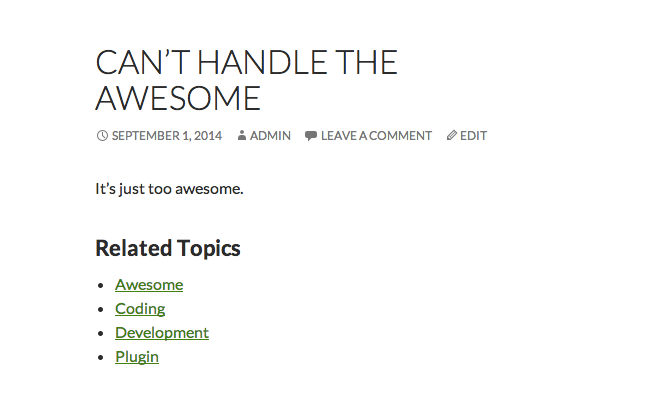 CAN’T HANDLE THE
AWESOME
SEPTEMBER 1, 2014 ADMIN LEAVE A COMMENT EDIT
It’s just too awesome.
Related Topics
• Awesome
• Coding
• Development
• Plugin